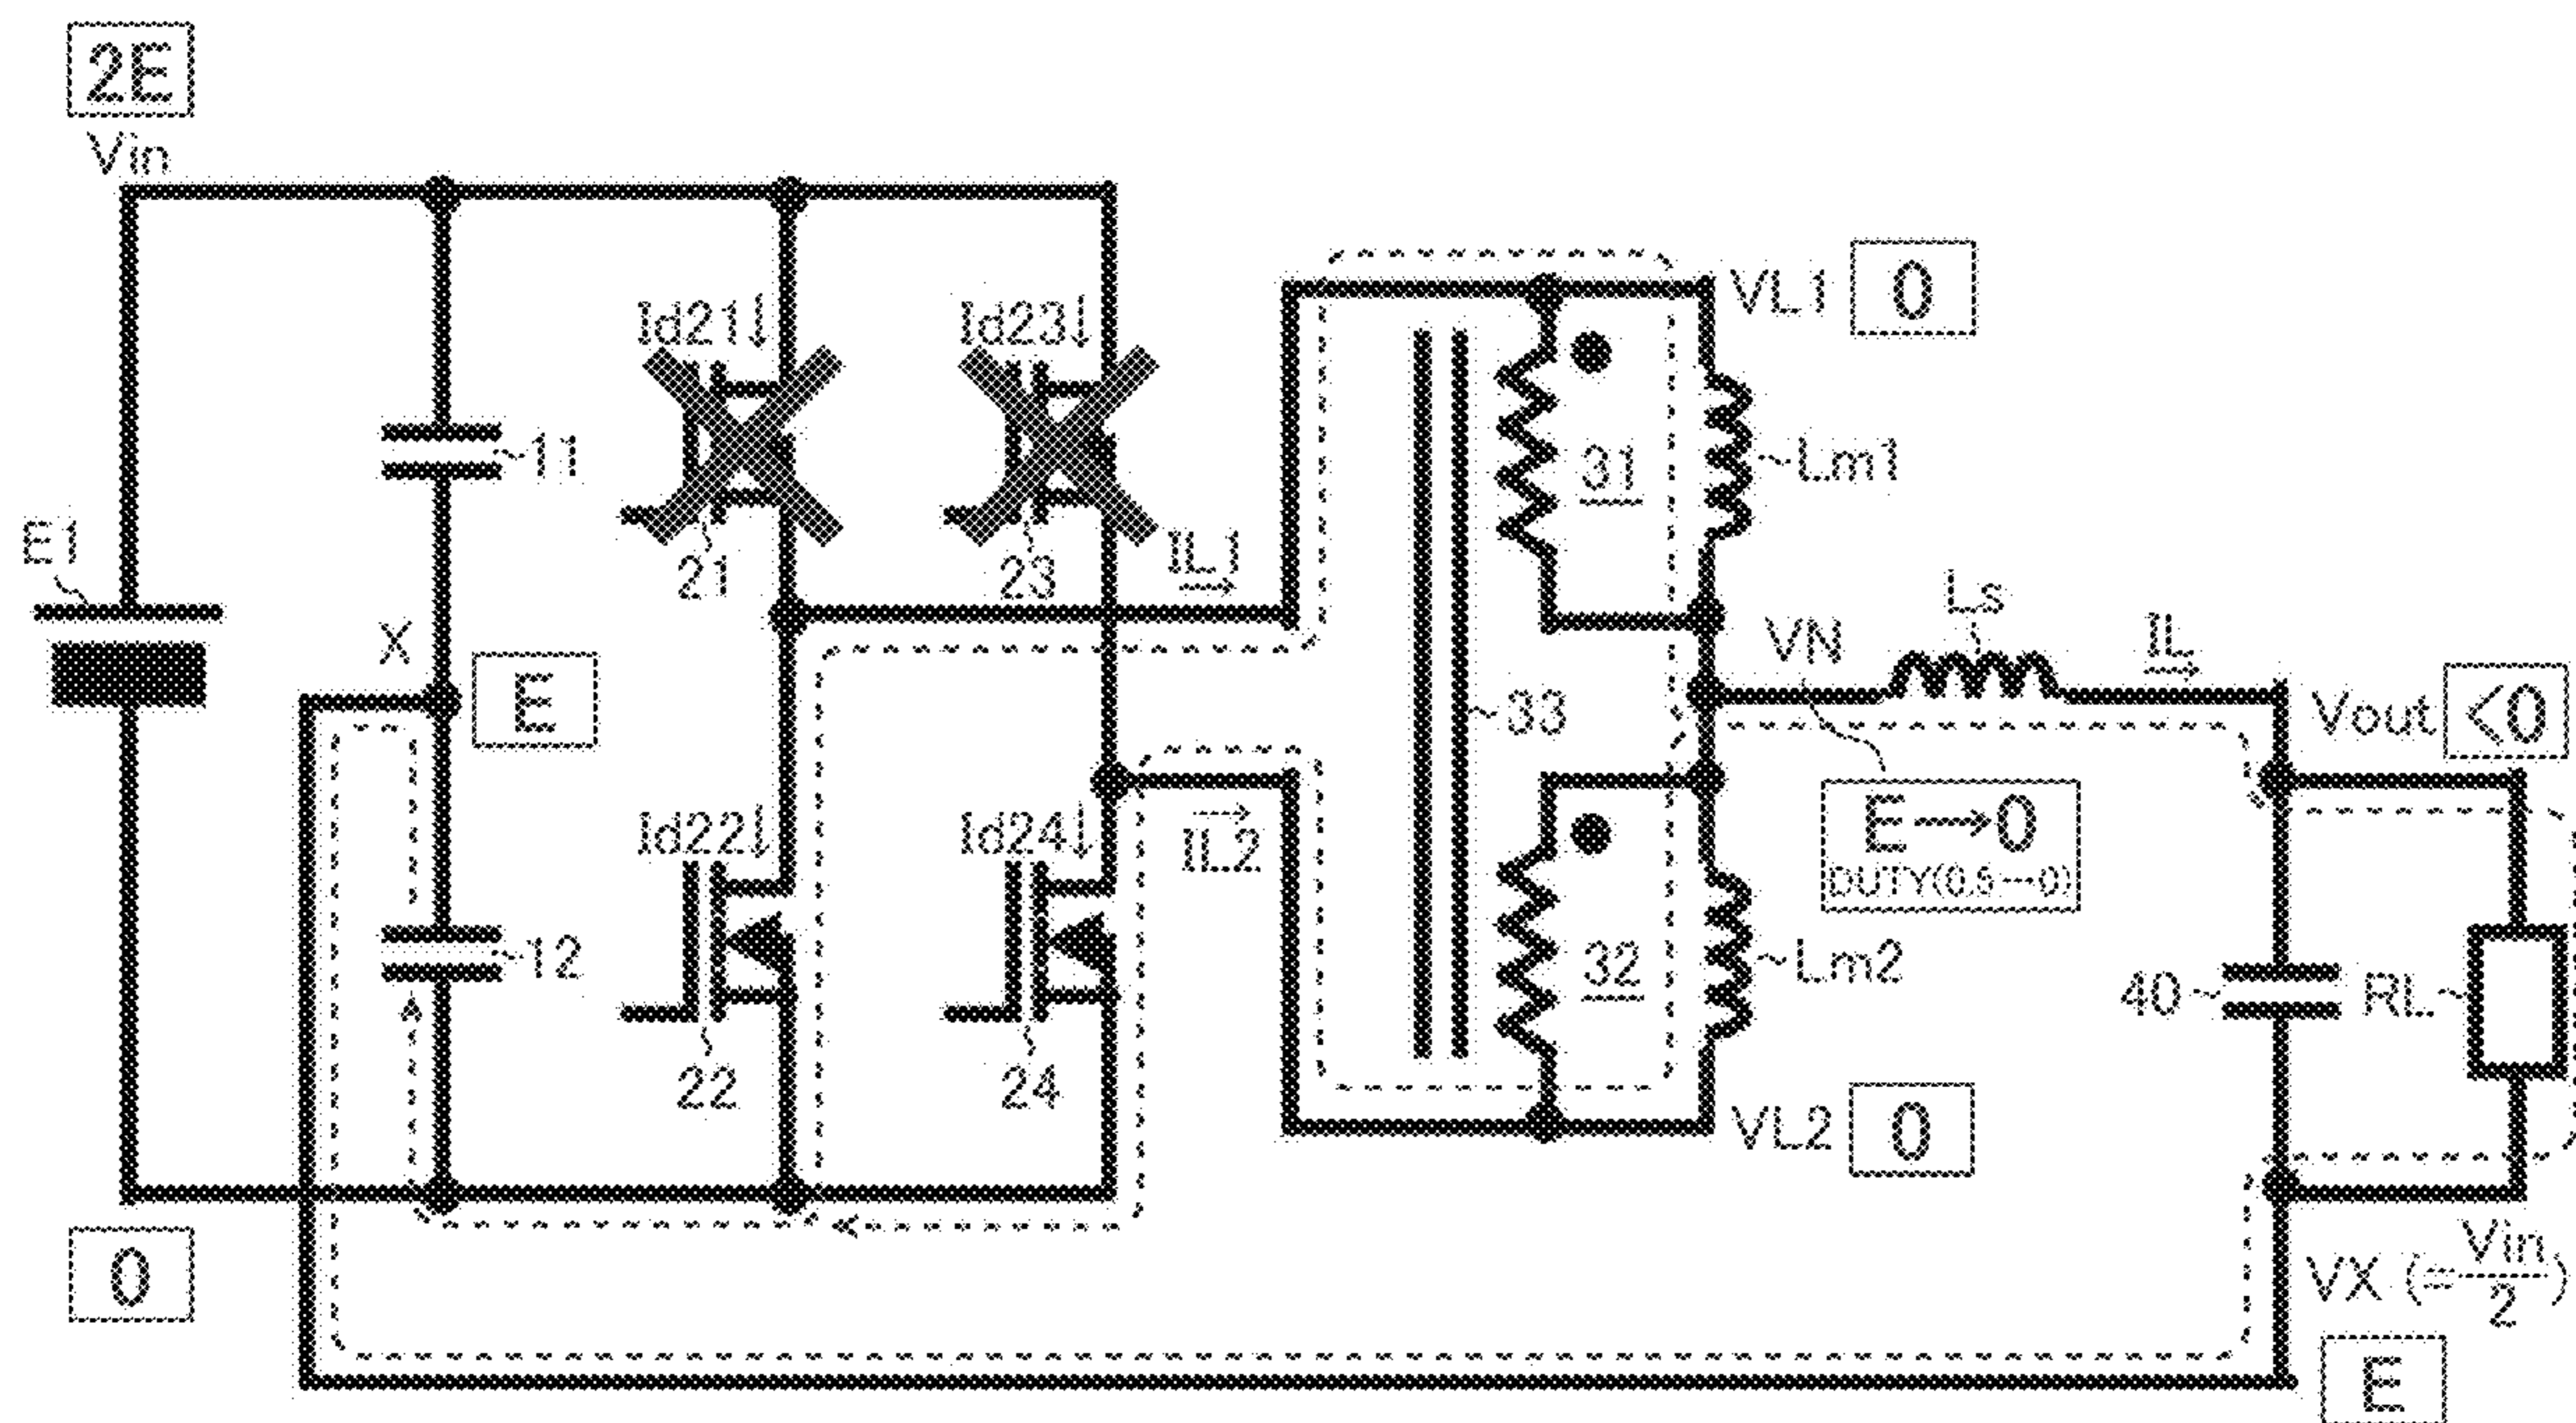 2E
Vin
Id21↓
Id23↓
VL1
0
11
31
Lm1
E1
21
23
IL1
X
E
VN
Ls
IL
33
Vout
<0
Id22↓
Id24↓
IL2
E→0
DUTY(0.5→0)
12
32
Lm2
40
RL
22
24
VL2
0
0
VX (=Vin/2)
E